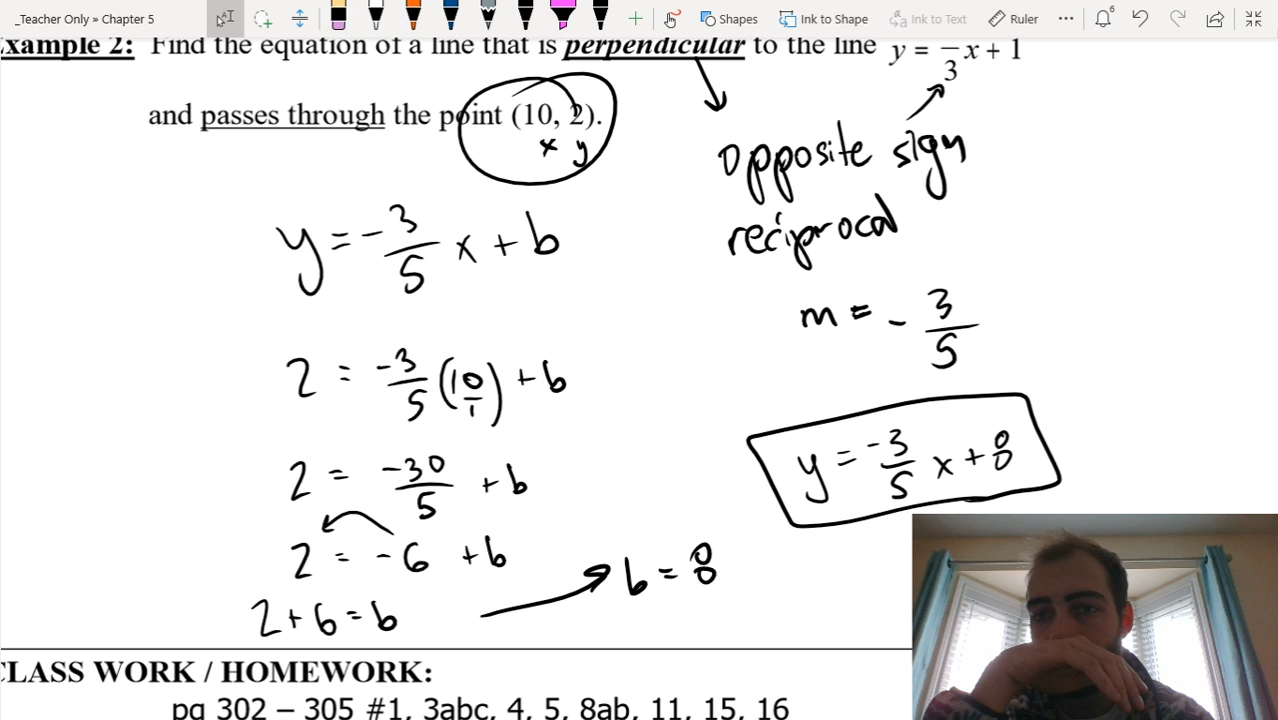 _Teacher Only » Chapter 5
Shapes Ink to Shape Ink to Text Ruler ... 6
xample 2: Find the equation of a line that is perpendicular to the line y = /3 x + 1
and passes through the point (10, 2).
x y
opposite sign
reciprocal
y = -3/5 x + b
m = -3/5
2 = -3/5 (10/1) + b
y = -3/5 x + 8
2 = -30/5 + b
2 = -6 + b
b = 8
2 + 6 = b
CLASS WORK / HOMEWORK:
pg 302 – 305 #1, 3abc, 4, 5, 8ab, 11, 15, 16